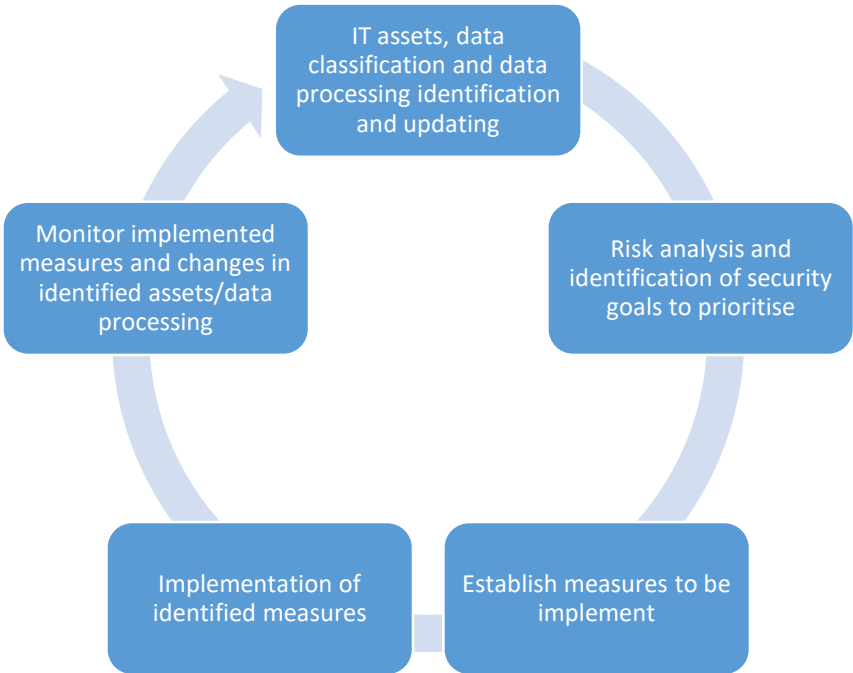 IT assets, data
classification and data
processing identification
and updating
Risk analysis and
identification of security
goals to prioritise
Establish measures to be
implement
Implementation of
identified measures
Monitor implemented
measures and changes in
identified assets/data
processing